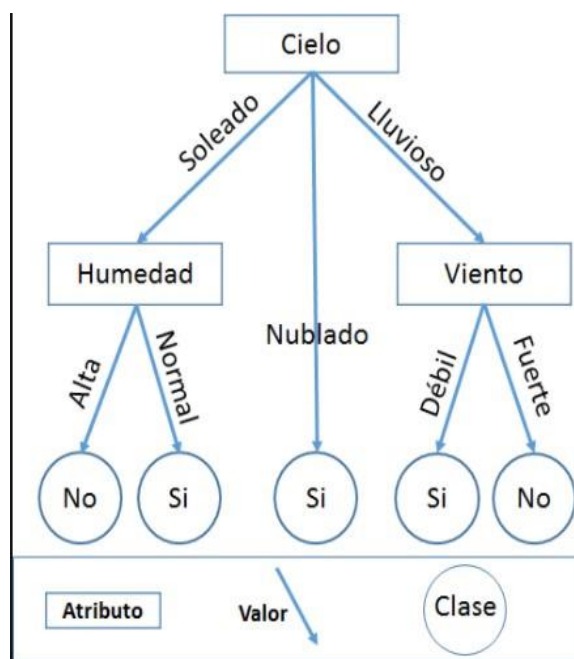 Cielo
Soleado
Lluvioso
Humedad
Viento
Nublado
Alta
Normal
Débil
Fuerte
No
Si
Si
Si
No
Atributo
Valor
Clase